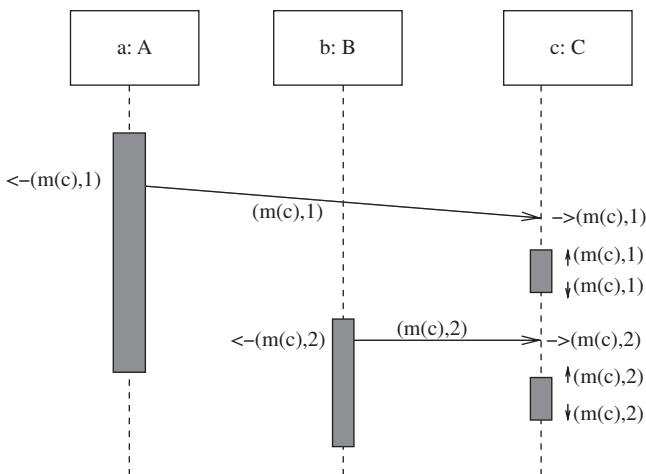 a: A
b: B
c: C
<-(m(c),1)
(m(c),1)
->(m(c),1)
↑(m(c),1)
↓(m(c),1)
<-(m(c),2)
(m(c),2)
->(m(c),2)
↑(m(c),2)
↓(m(c),2)